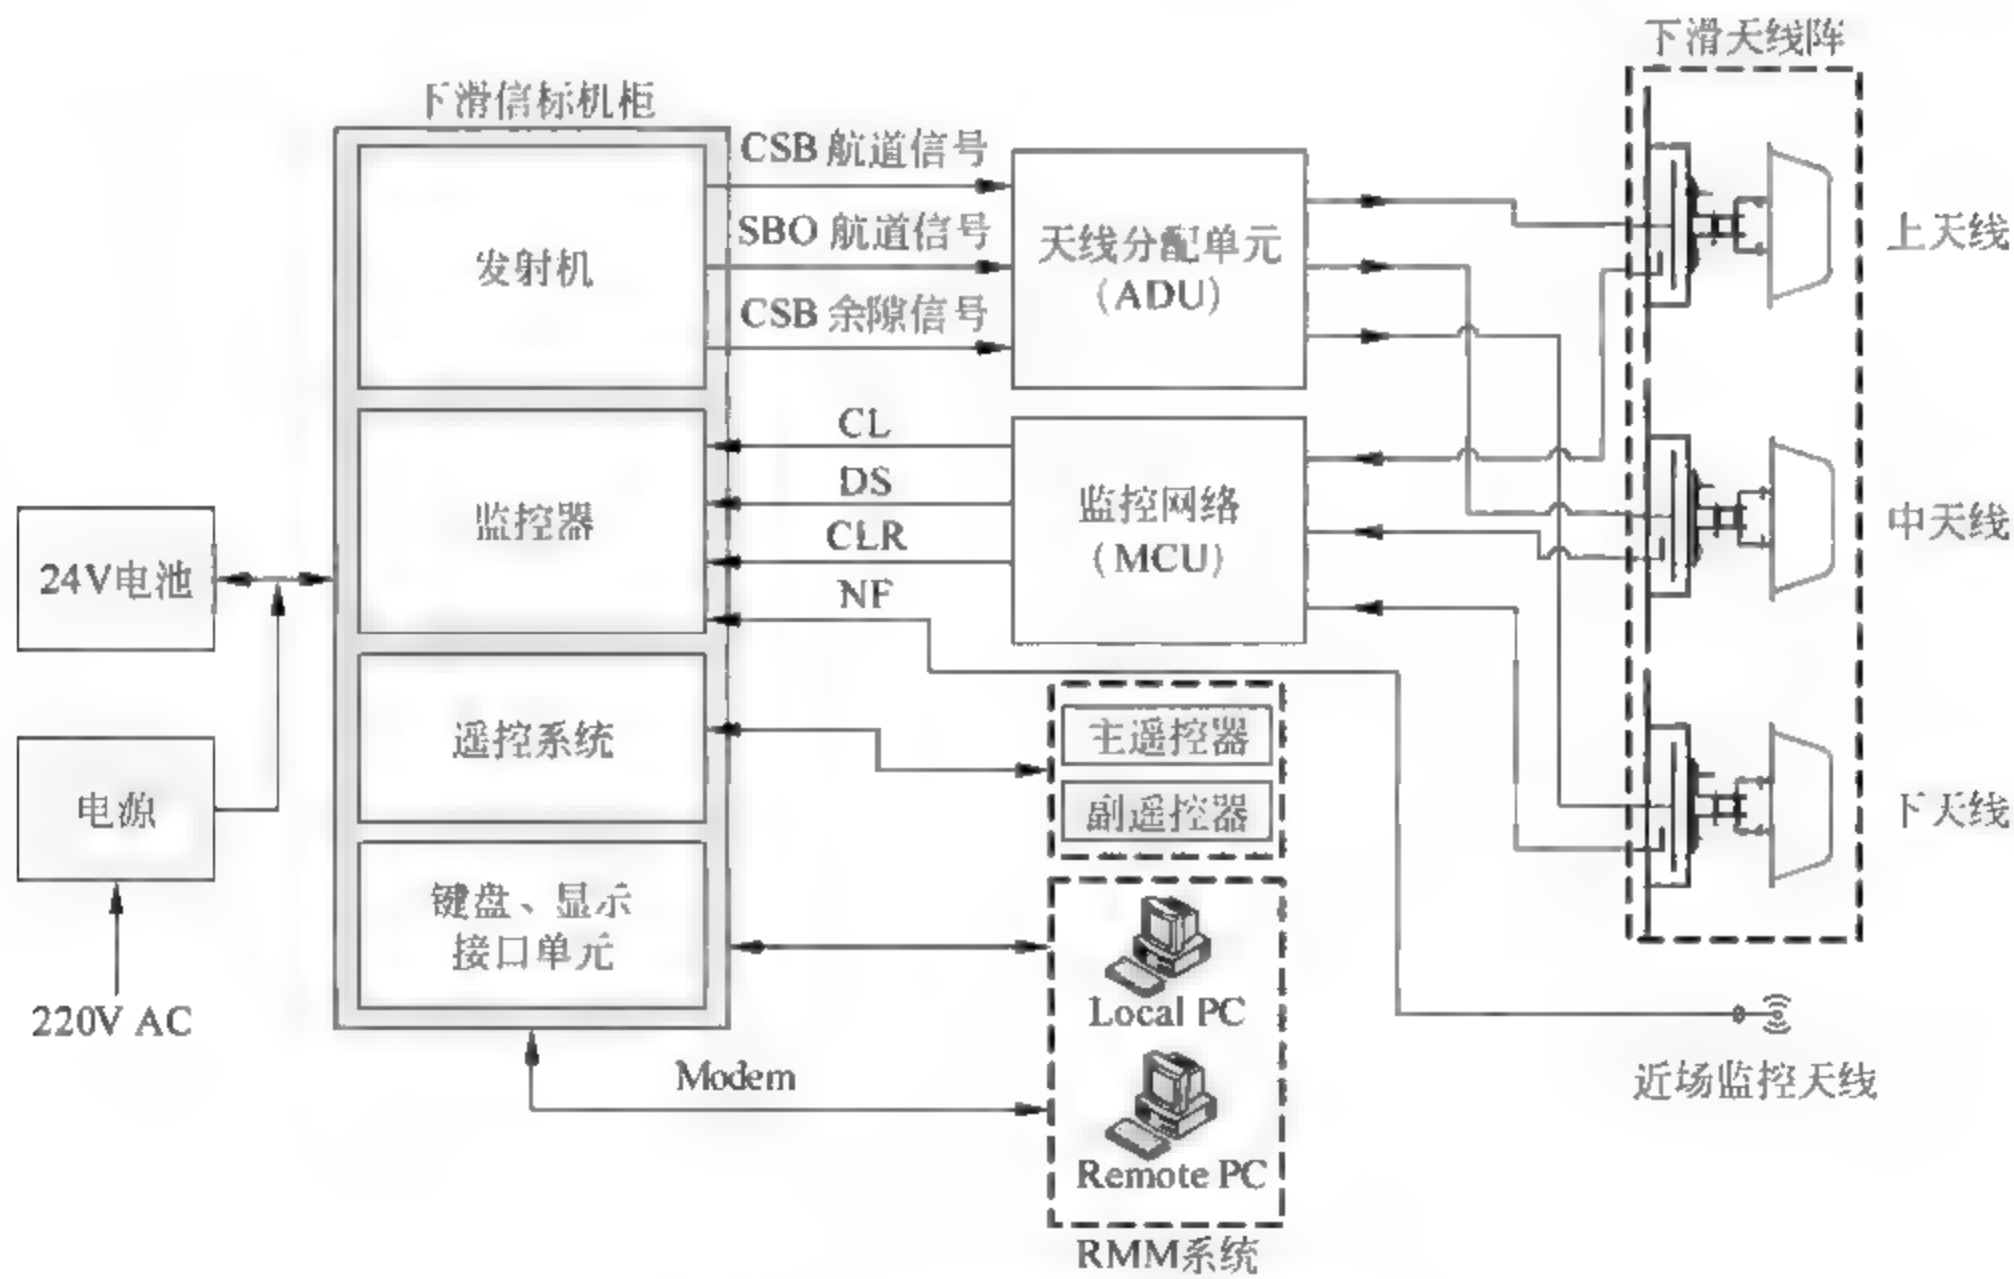 下滑天线阵
下滑信标机柜
CSB 航道信号
SBO 航道信号
CSB 余隙信号
发射机
天线分配单元
(ADU)
上天线
CL
DS
CLR
NF
监控器
监控网络
(MCU)
中天线
24V电池
遥控系统
主遥控器
副遥控器
下天线
电源
键盘、显示
接口单元
220V AC
Local PC
Modem
近场监控天线
Remote PC
RMM系统